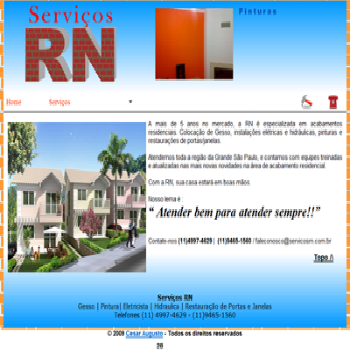 Serviços
RN
Pinturas
Home
Serviços
A mais de 5 anos no mercado, a RN é especializada em acabamentos
residenciais. Colocação de Gesso, instalações elétricas e hidráulicas, pinturas e
restaurações de portas/janelas.
Atendemos toda a região da Grande São Paulo, e contamos com equipes treinadas
e atualizadas nas mais novas novidades na área de acabamento residencial.
Com a RN, sua casa estará em boas mãos.
Nosso lema é :
“ Atender bem para atender sempre!!”
Contate-nos (11)4997-4629 | (11)9465-1560 / faleconosco@servicosrn.com.br
Topo /\
Serviços RN
Gesso | Pintura| Eletricista | Hidraulica | Restauração de Portas e Janelas
Telefones (11) 4997-4629 - (11)9465-1560
© 2009 Cesar Augusto - Todos os direitos reservados.